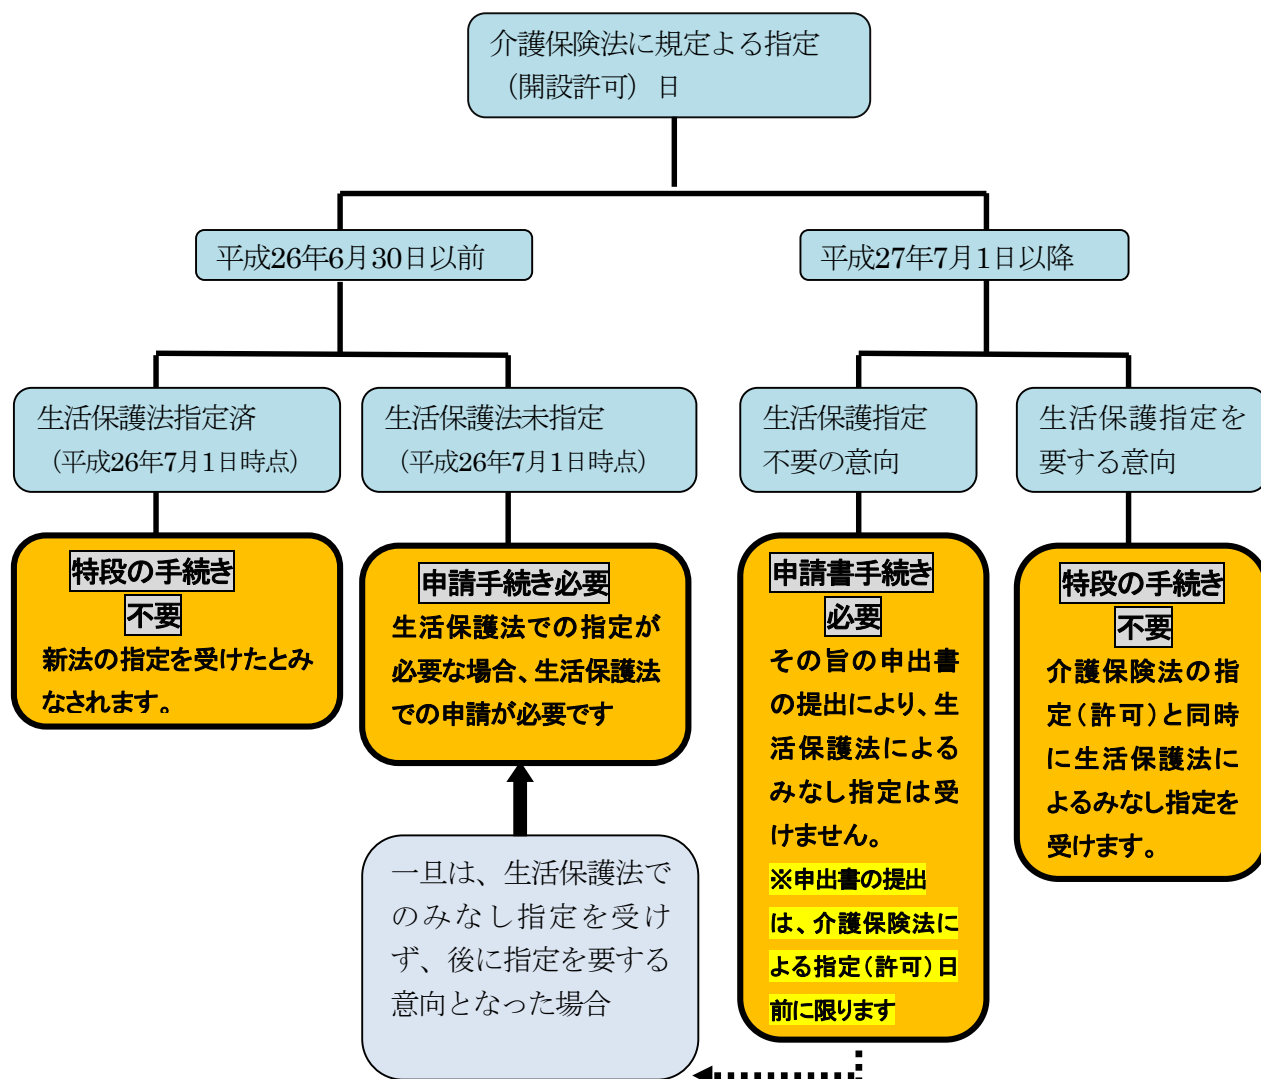 介護保険法に規定よる指定
（開設許可）日
平成26年6月30日以前
平成27年7月1日以降
生活保護法指定済
（平成26年7月1日時点）
生活保護法未指定
（平成26年7月1日時点）
生活保護指定
不要の意向
生活保護指定を
要する意向
特段の手続き
不要
新法の指定を受けたとみ
なされます。
申請手続き必要
生活保護法での指定が
必要な場合、生活保護法
での申請が必要です
申請書手続き
必要
その旨の申出書
の提出により、生
活保護法による
みなし指定は受
けません。
※申出書の提出
は、介護保険法に
よる指定（許可）日
前に限ります
特段の手続き
不要
介護保険法の指
定（許可）と同時
に生活保護法に
よるみなし指定を
受けます。
一旦は、生活保護法で
のみなし指定を受け
ず、後に指定を要する
意向となった場合